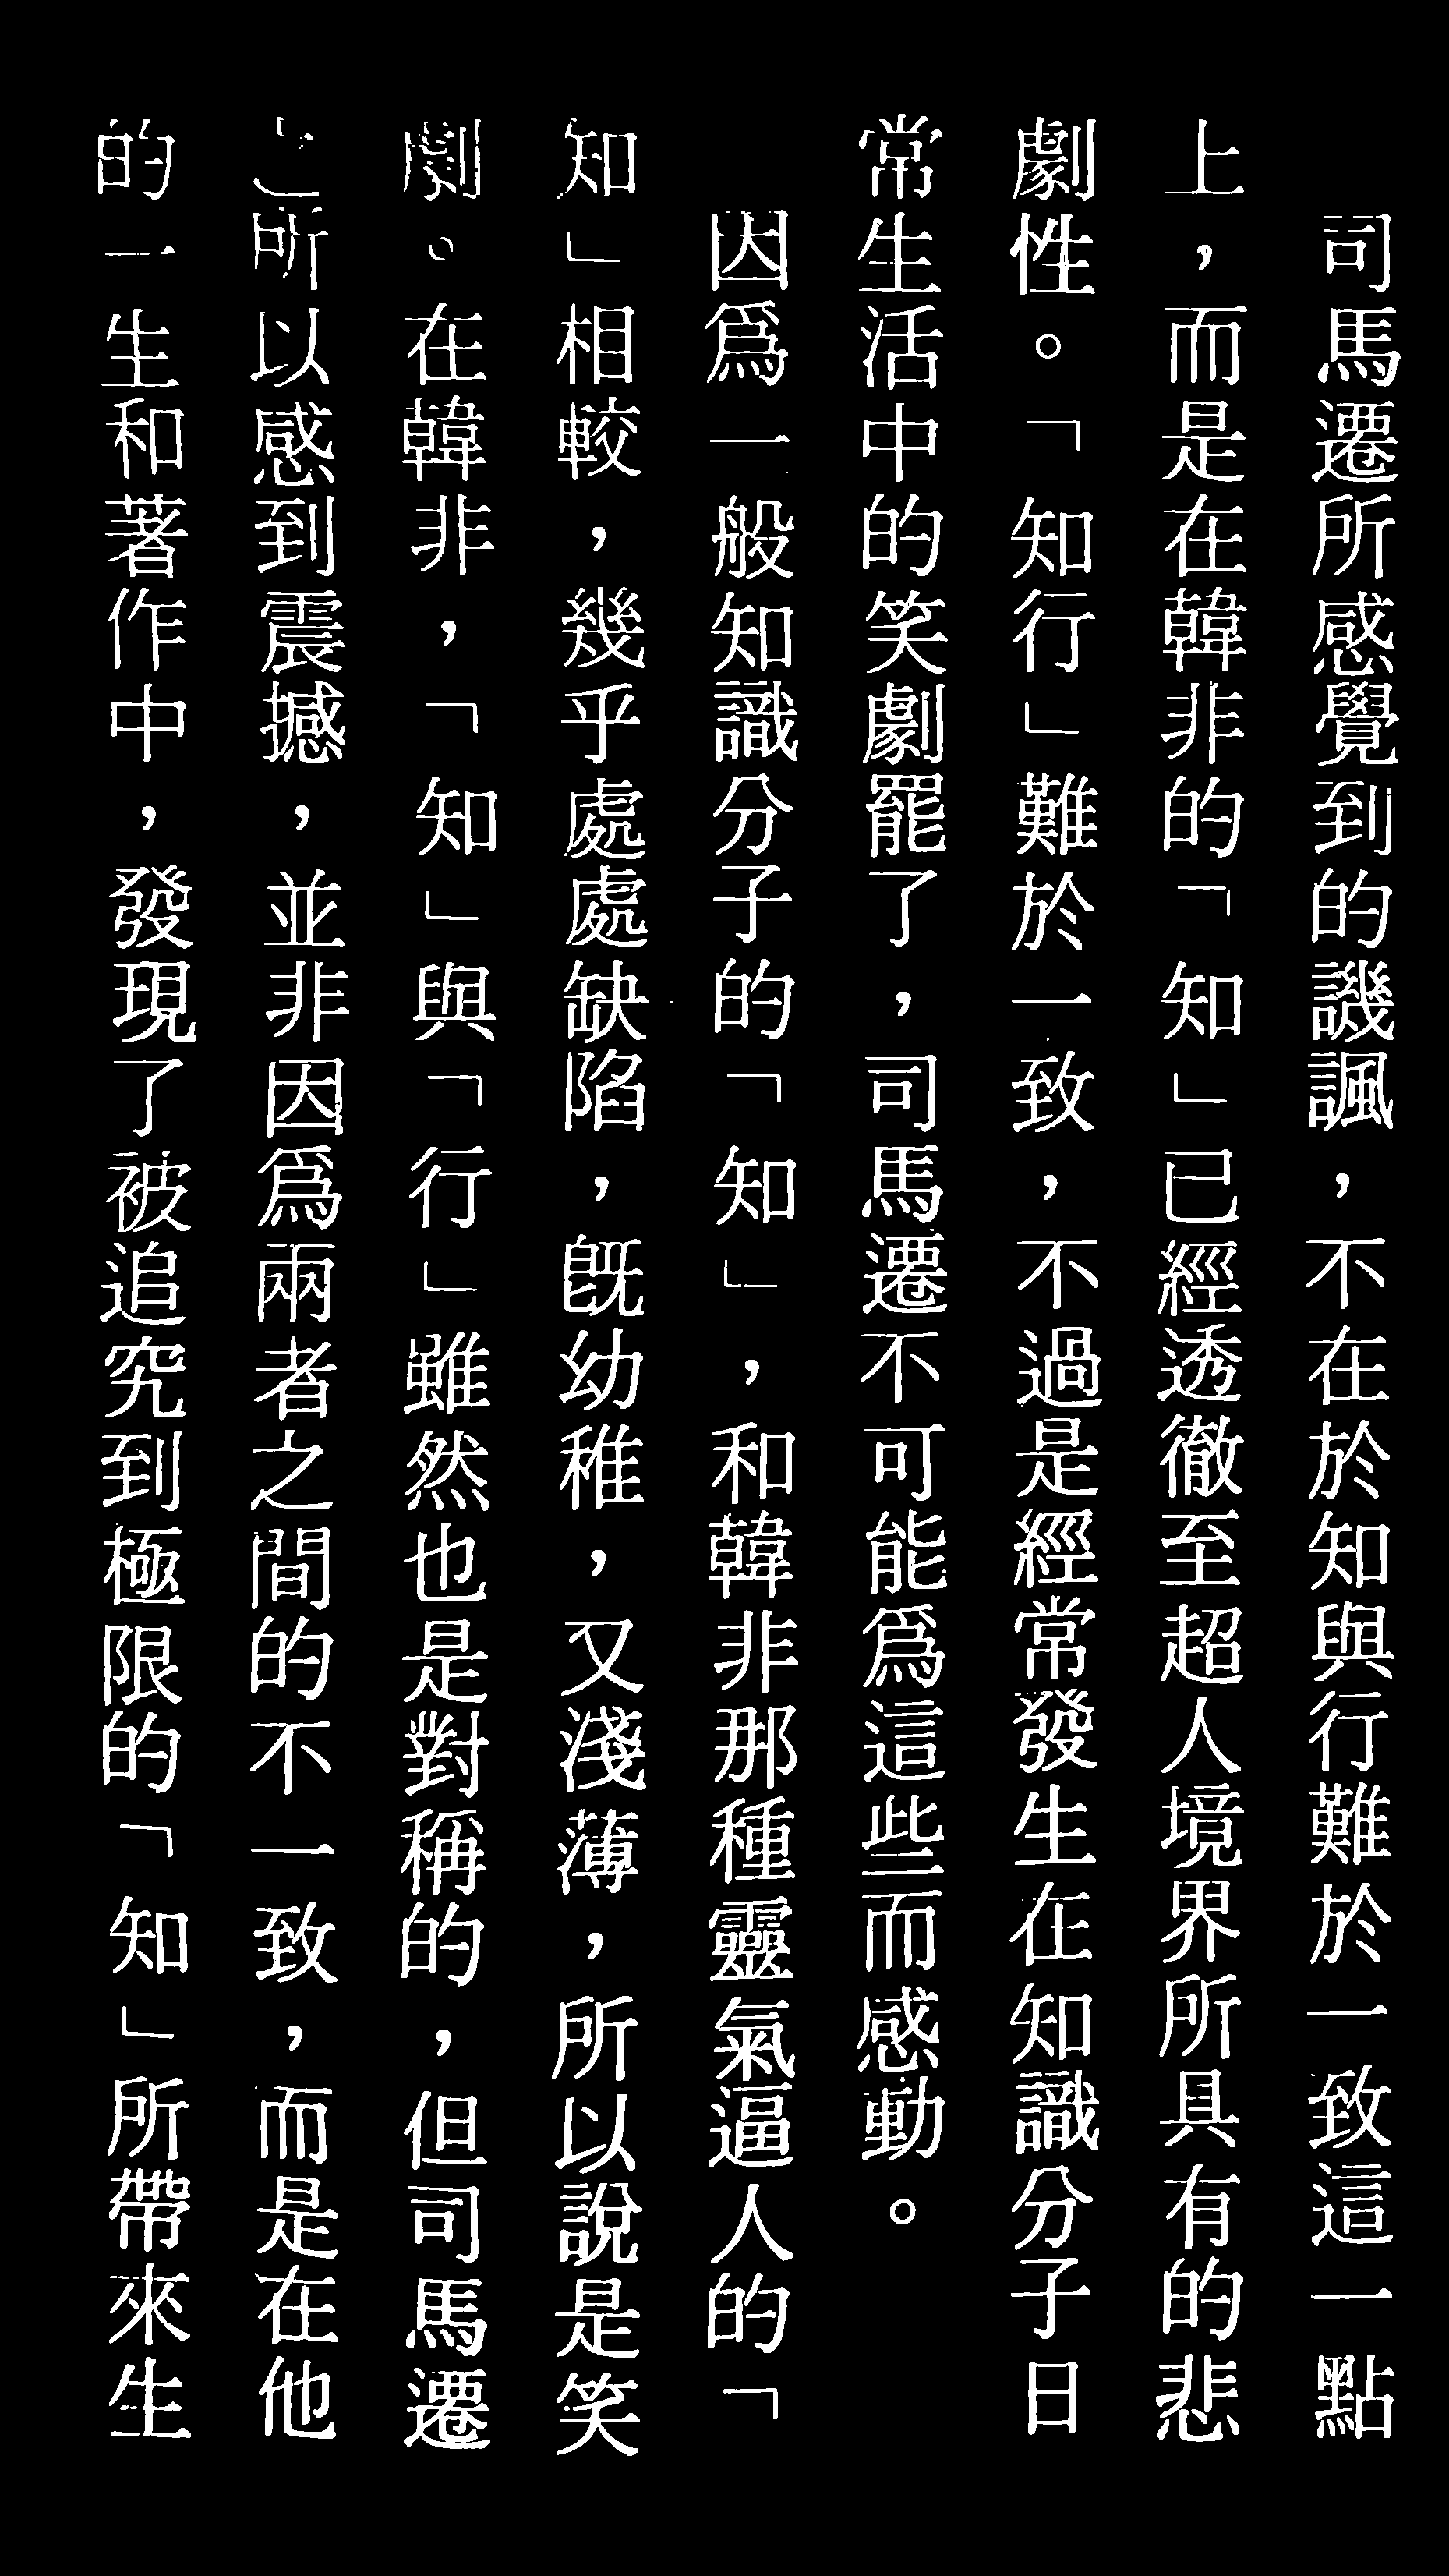 司馬遷所感覺到的譏諷，不在於知與行難於一致這一點
上，而是在韓非的「知」已經透徹至超人境界所具有的悲
劇性。「知行」難於一致，不過是經常發生在知識分子日
常生活中的笑劇罷了，司馬遷不可能爲這些而感動。
因爲一般知識分子的「知」，和韓非那種靈氣逼人的「
知」相較，幾乎處處缺陷，旣幼稚，又淺薄，所以說是笑
劇。在韓非，「知」與「行」雖然也是對稱的，但司馬遷
之所以感到震撼，並非因爲兩者之間的不一致，而是在他
的一生和著作中，發現了被追究到極限的「知」所帶來生